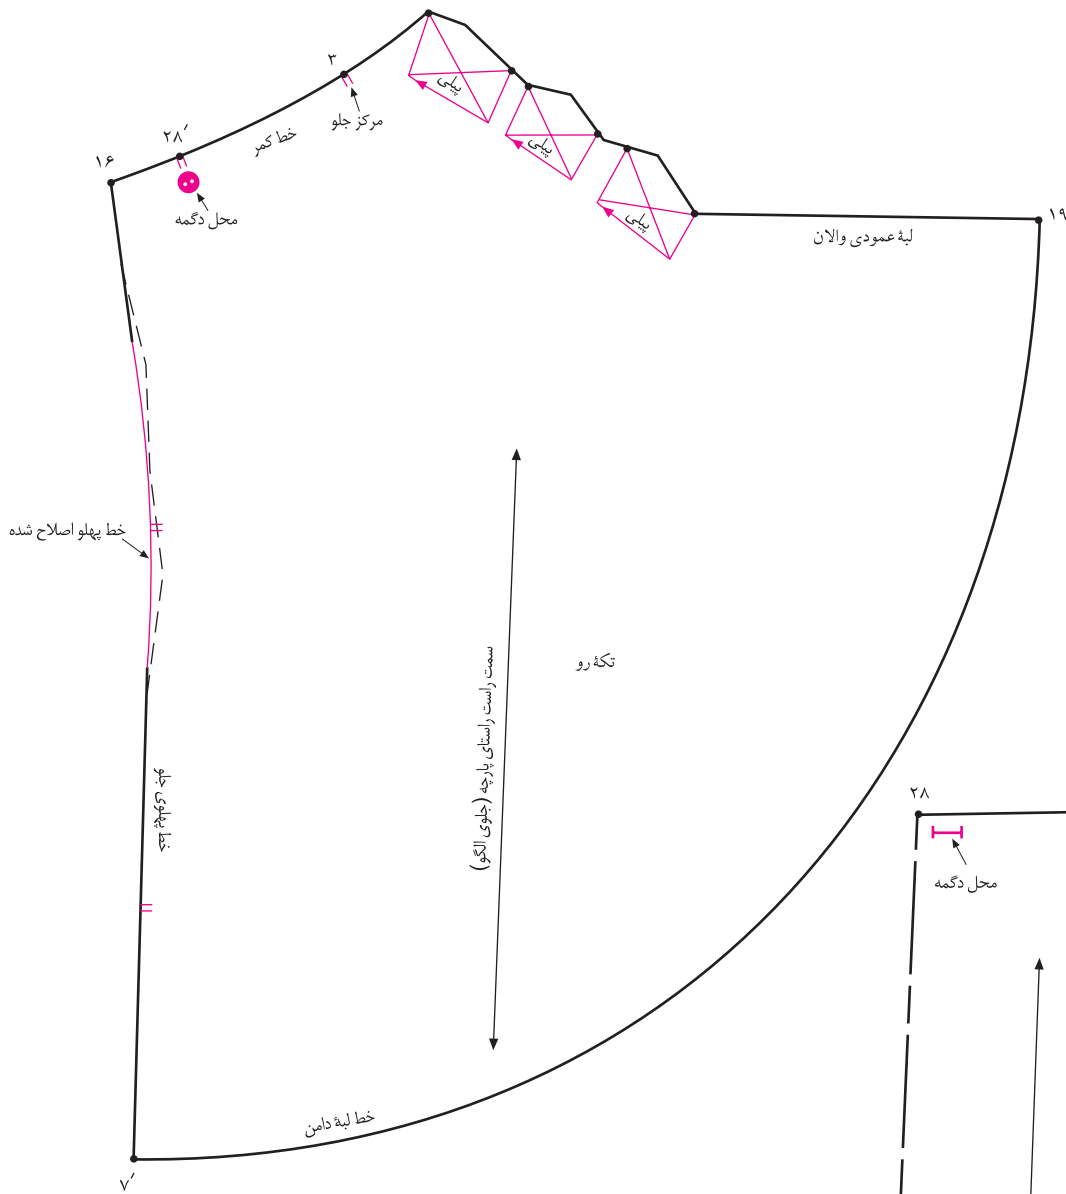 ۳
مرکز جلو
خط کمر
۲۸′
۱۶
محل دگمه
پیلی
پیلی
پیلی
۱۹
لبهٔ عمودی والان
خط پهلو اصلاح شده
تکهٔ رو
سمت راست راستای پارچه (جلوی الگو)
خط پهلوی جلو
۲۸
محل دگمه
خط لبهٔ دامن
۷′